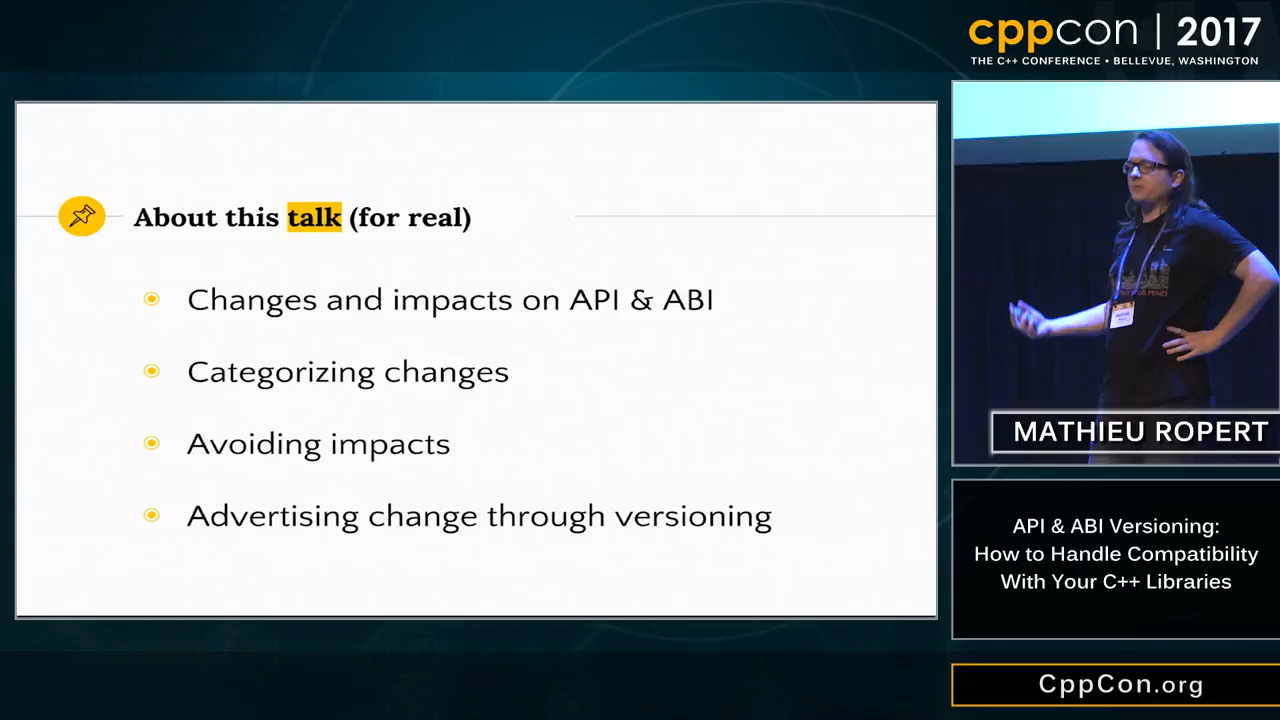 cppcon | 2017
THE C++ CONFERENCE • BELLEVUE, WASHINGTON
About this talk (for real)
Changes and impacts on API & ABI
Categorizing changes
Avoiding impacts
Advertising change through versioning
MATHIEU ROPERT
API & ABI Versioning:
How to Handle Compatibility
With Your C++ Libraries
CppCon.org